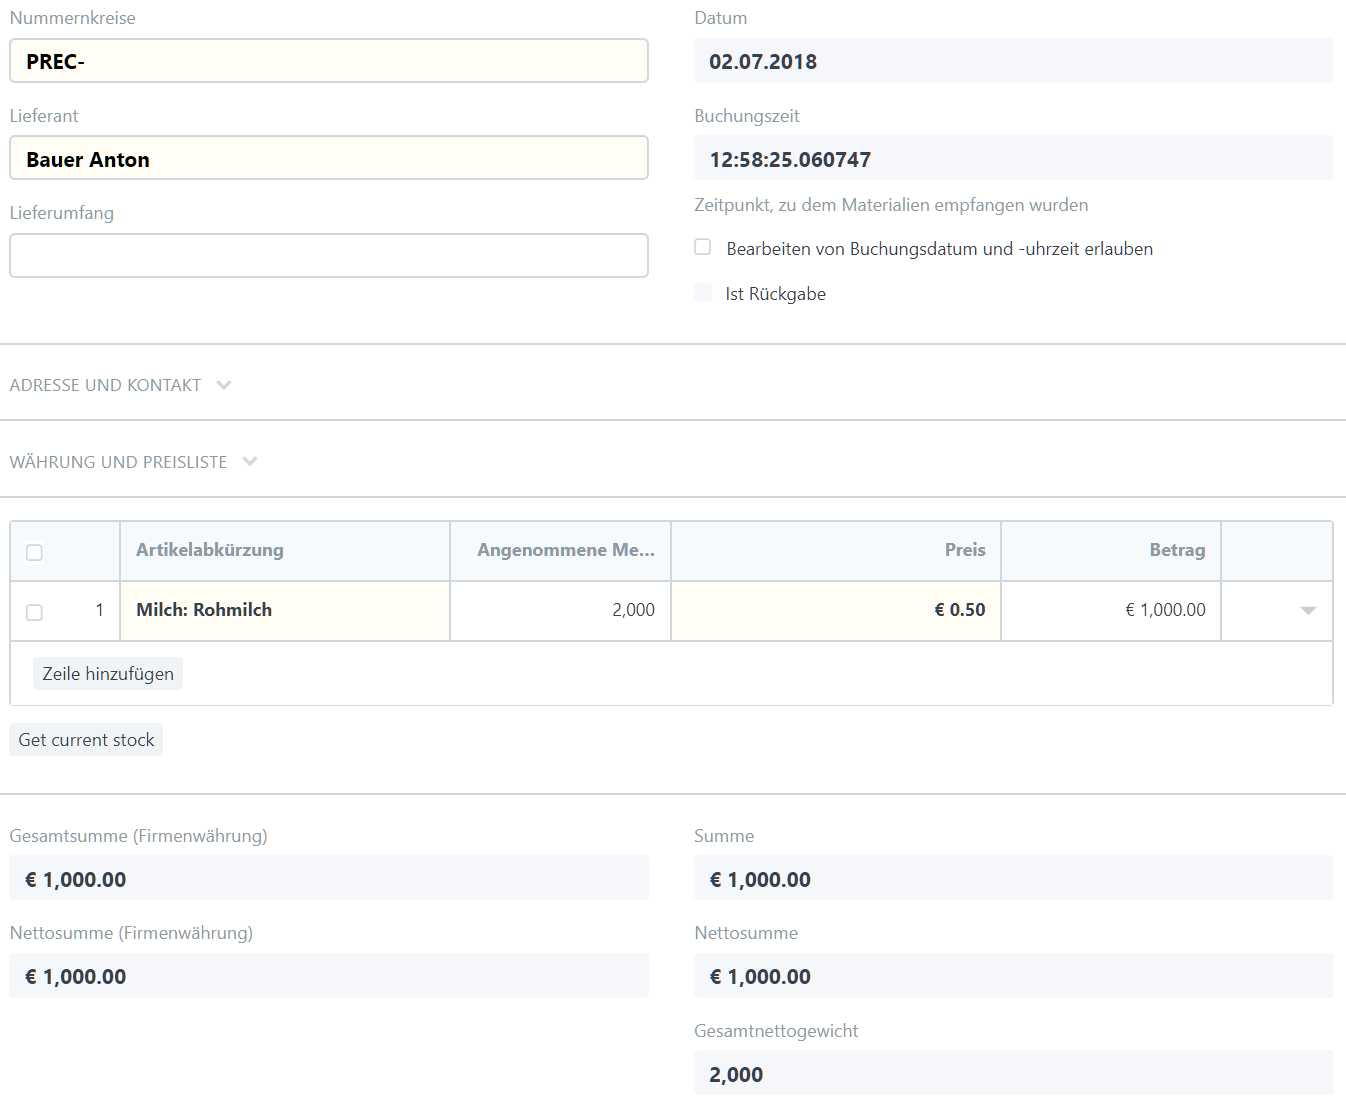 Nummernkreise
PREC-
Lieferant
Bauer Anton
Lieferumfang
Datum
02.07.2018
Buchungszeit
12:58:25.060747
Zeitpunkt, zu dem Materialien empfangen wurden
Bearbeiten von Buchungsdatum und -uhrzeit erlauben
Ist Rückgabe
ADRESSE UND KONTAKT
WÄHRUNG UND PREISLISTE
Artikelabkürzung Angenommene Me... Preis Betrag
1 Milch: Rohmilch 2,000 € 0.50 € 1,000.00
Zeile hinzufügen
Get current stock
Gesamtsumme (Firmenwährung)
€ 1,000.00
Nettosumme (Firmenwährung)
€ 1,000.00
Summe
€ 1,000.00
Nettosumme
€ 1,000.00
Gesamtnettogewicht
2,000